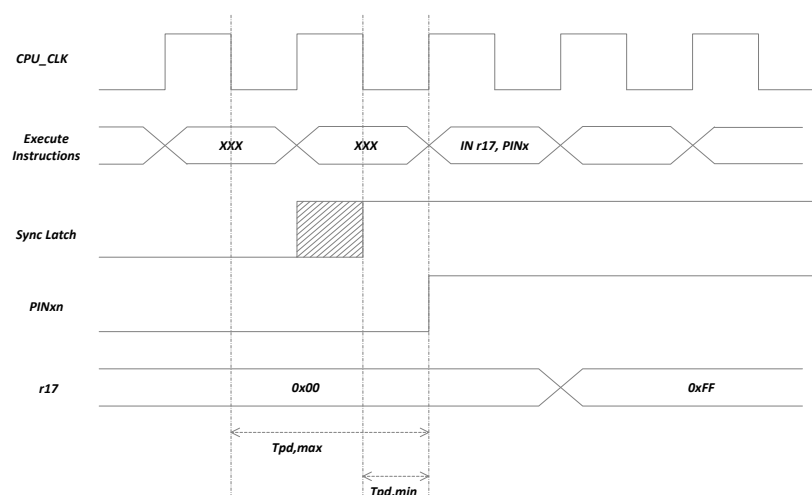 CPU_CLK
Execute
Instructions
XXX
XXX
IN r17, PINx
Sync Latch
PINxn
r17
0x00
0xFF
Tpd,max
Tpd,min